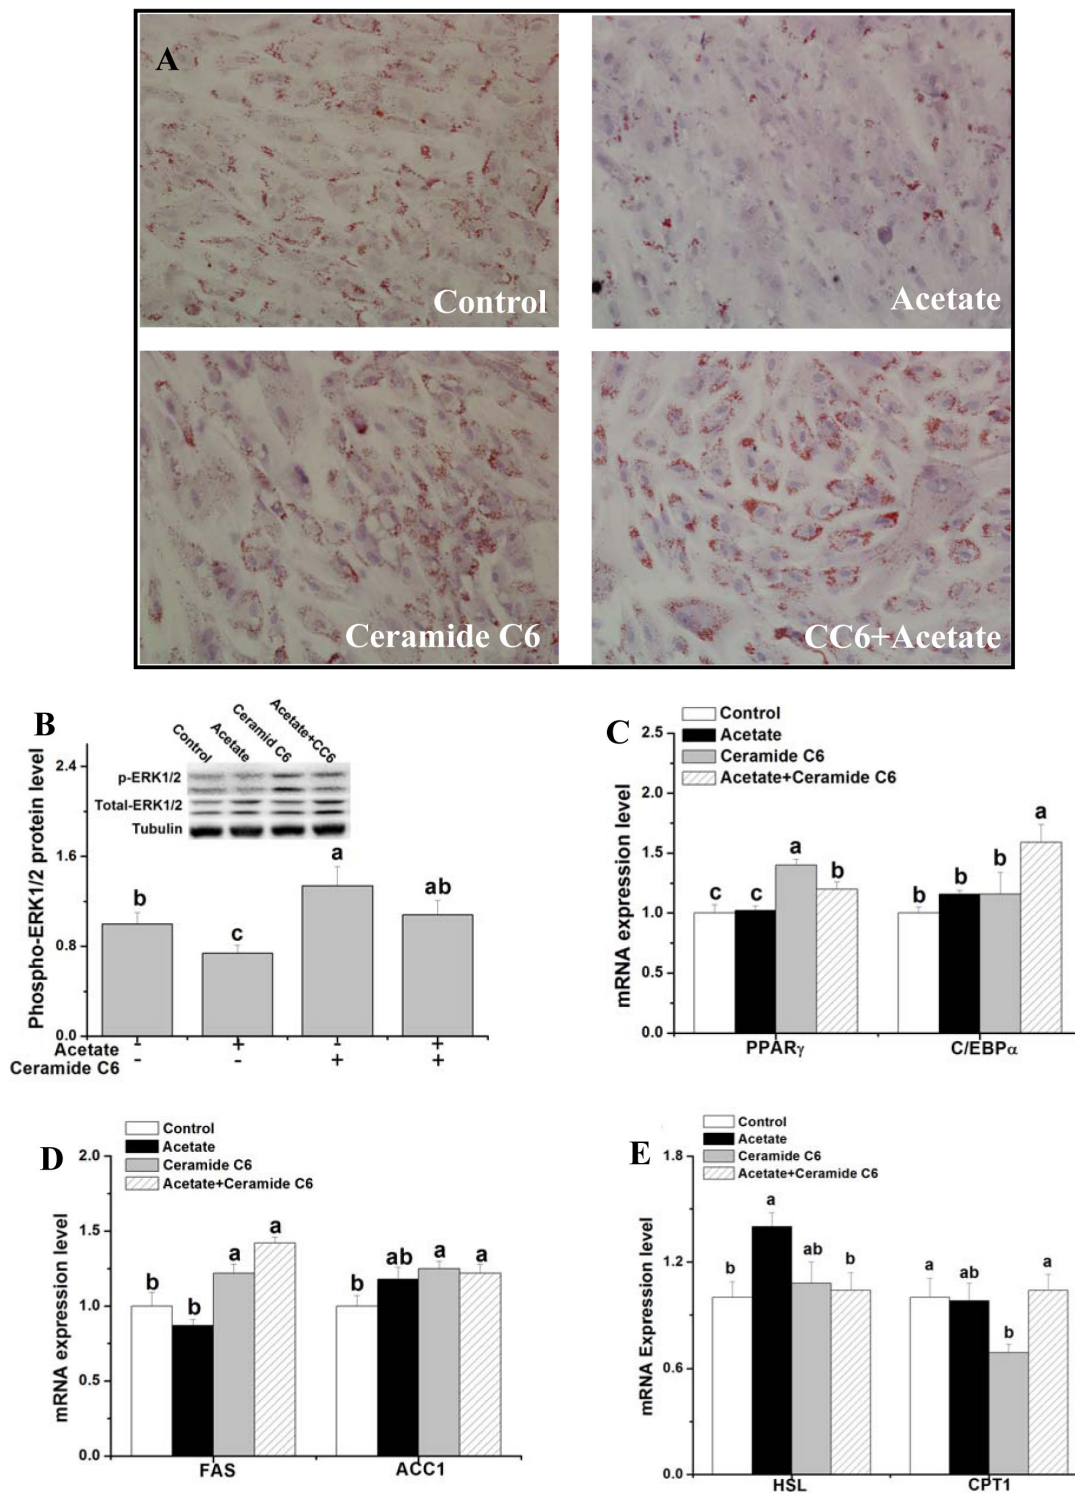 A
Control
Acetate
Ceramide C6
CC6+Acetate
B
Control
Acetate
Ceramid C6
Acetate+CC6
p-ERK1/2
Total-ERK1/2
Tubulin
Phospho-ERK1/2 protein level
2.4
1.6
0.8
0.0
b
c
a
ab
Acetate - + - +
Ceramide C6 - - + +
C
Control
Acetate
Ceramide C6
Acetate+Ceramide C6
mRNA expression level
2.5
2.0
1.5
1.0
0.5
0.0
c c a b
b b b a
PPARγ C/EBPα
D
Control
Acetate
Ceramide C6
Acetate+Ceramide C6
mRNA expression level
2.0
1.5
1.0
0.5
0.0
b b a a
b ab a a
FAS ACC1
E
Control
Acetate
Ceramide C6
Acetate+Ceramide C6
mRNA Expression level
1.8
1.2
0.6
0.0
b a ab b
a ab b a
HSL CPT1